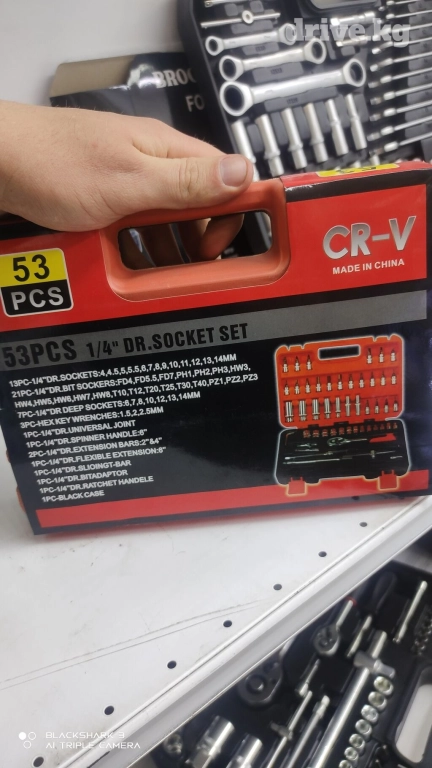 drive.kg
BROC
FO
53
PCS
CR-V
MADE IN CHINA
53PCS 1/4" DR.SOCKET SET
13PC-1/4"DR.SOCKETS:4,4.5,5,5.5,6,7,8,9,10,11,12,13,14MM
21PC-1/4"DR.BIT SOCKERS:FD4,FD5.5,FD7,PH1,PH2,PH3,HW3,
HW4,HW5,HW6,HW7,HW8,T10,T12,T20,T25,T30,T40,PZ1,PZ2,PZ3
7PC-1/4"DR.DEEP SOCKETS:6,7,8,10,12,13,14MM
3PC-HEX KEY WRENCHES:1.5,2,2.5MM
1PC-1/4"DR.UNIVERSAL JOINT
1PC-1/4"DR.SPINNER HANDLE:6"
2PC-1/4"DR.EXTENSION BARS:2"&4"
1PC-1/4"DR.FLEXIBLE EXTENSION:6"
1PC-1/4"DR.SLIOINGT-BAR
1PC-1/4"DR.BITADAPTOR
1PC-1/4"DR.RATCHET HANDELE
1PC-BLACK CASE
BLACKSHARK 9
AI TRIPLE CAMERA